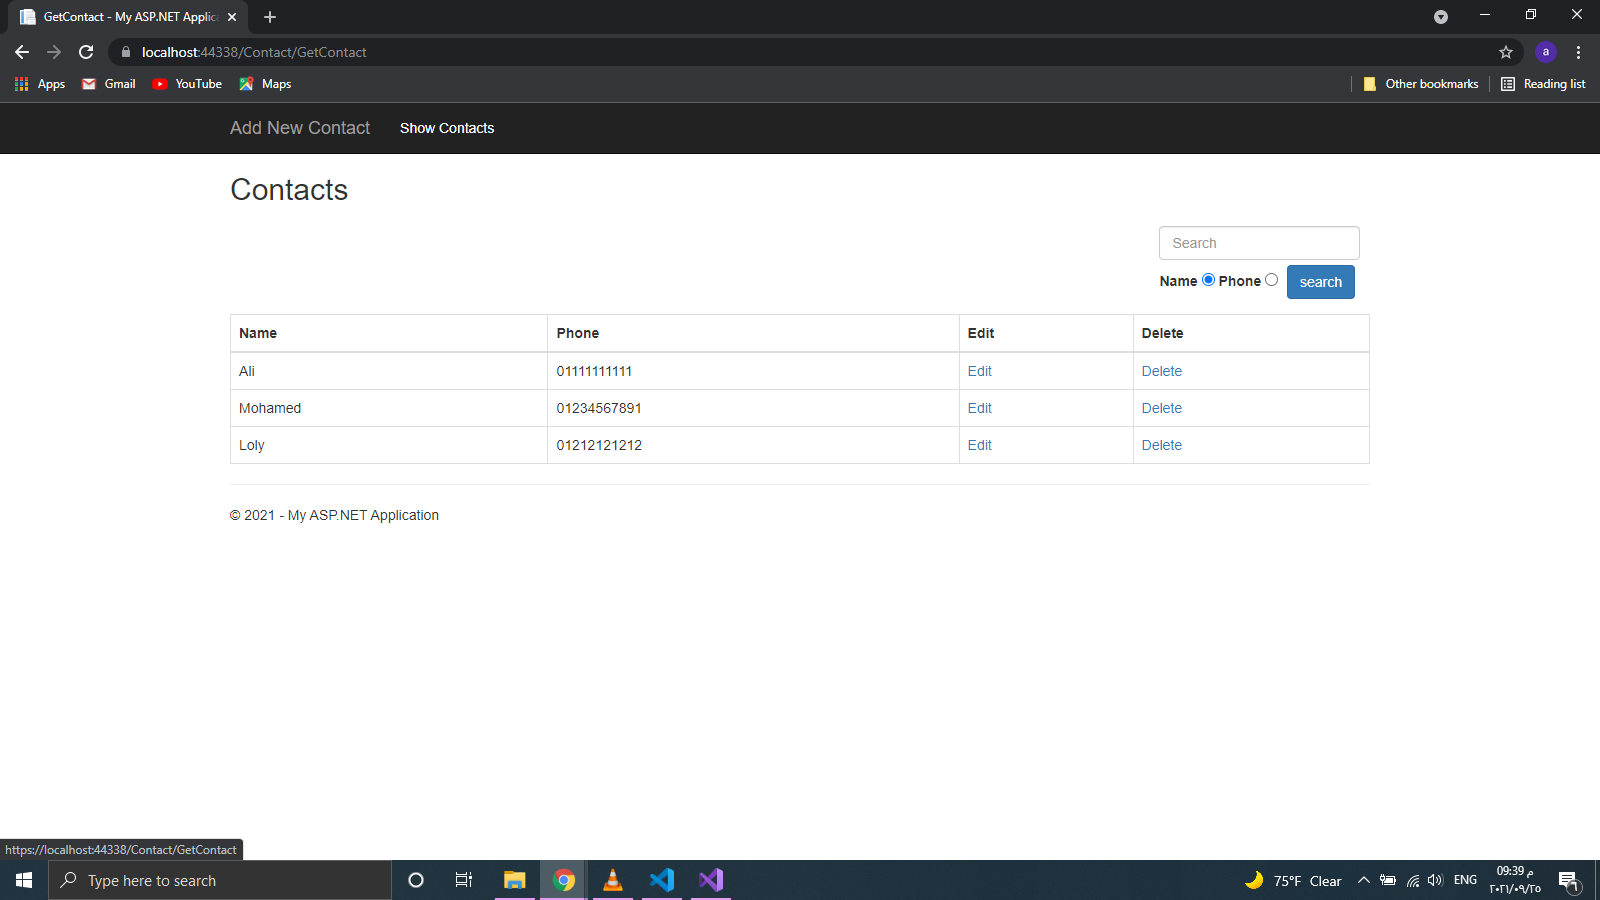 GetContact - My ASP.NET Applic
localhost:44338/Contact/GetContact
a
Apps Gmail YouTube Maps Other bookmarks Reading list
Add New Contact Show Contacts
Contacts
Search
Name Phone search
Name Phone Edit Delete
Ali 01111111111 Edit Delete
Mohamed 01234567891 Edit Delete
Loly 01212121212 Edit Delete
© 2021 - My ASP.NET Application
https://localhost:44338/Contact/GetContact
Type here to search
75°F Clear
ENG
09:39 م
٢٠٢١/٠٩/٢٥
٦